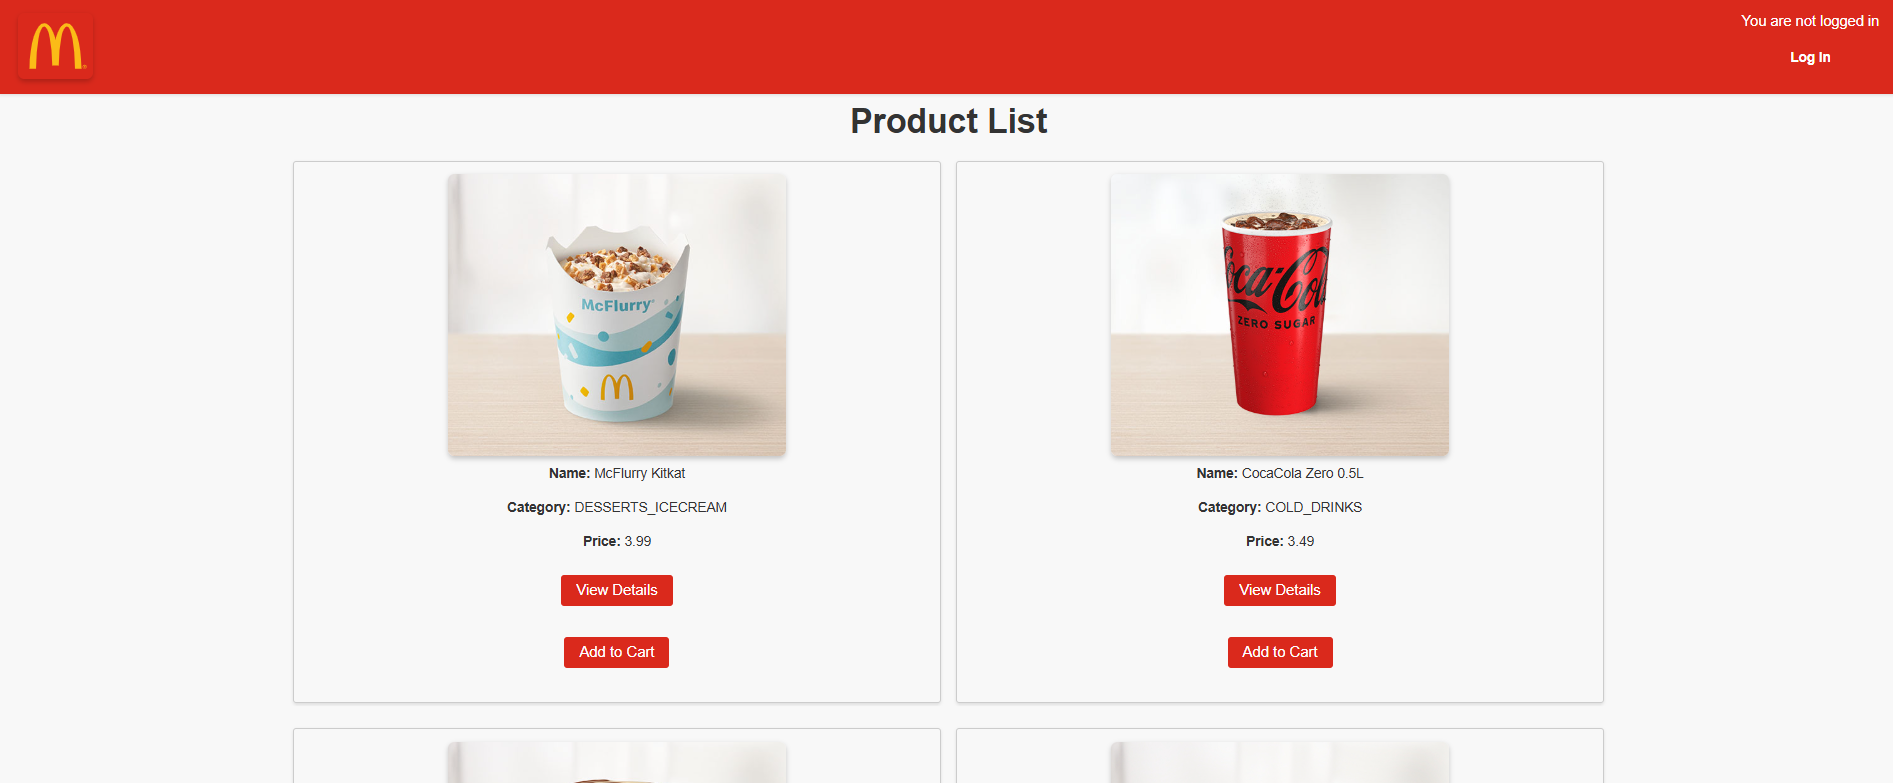 You are not logged in
Log In
Product List
McFlurry
Coca-Cola
ZERO SUGAR
Name: McFlurry Kitkat
Name: CocaCola Zero 0.5L
Category: DESSERTS_ICECREAM
Category: COLD_DRINKS
Price: 3.99
Price: 3.49
View Details
View Details
Add to Cart
Add to Cart